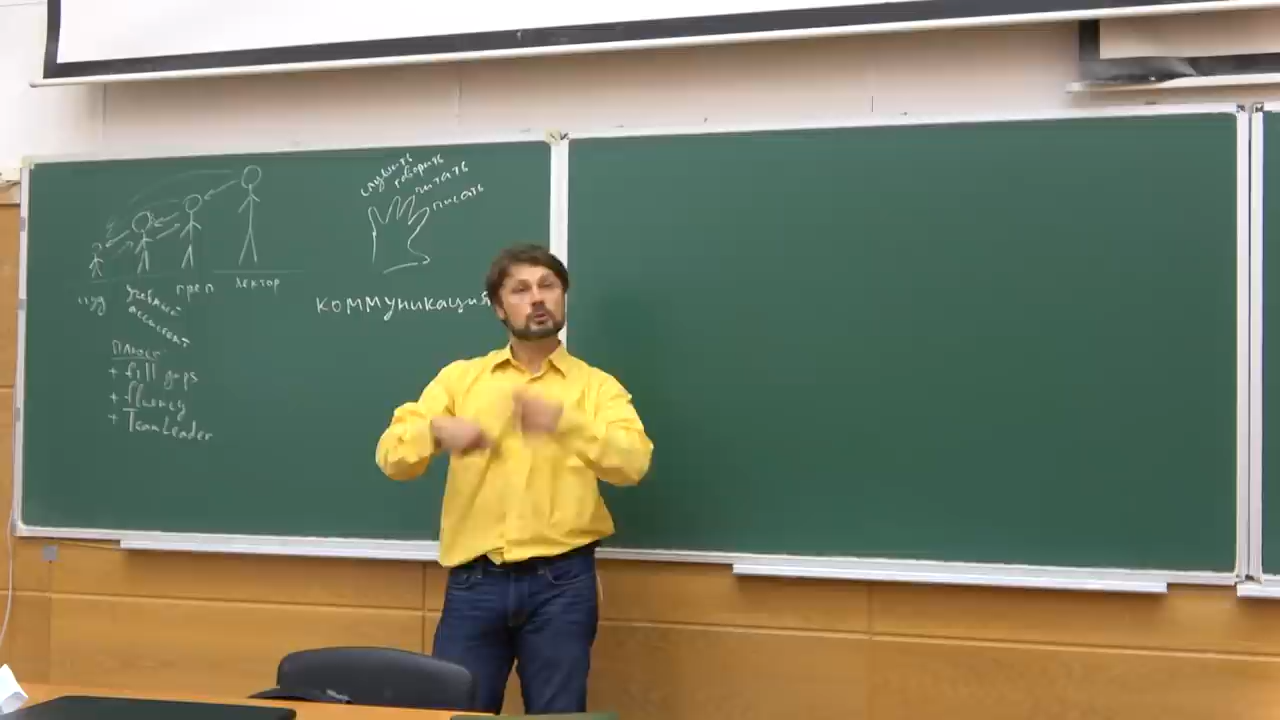 студ
учебный ассистент
преп
лектор
Плюсы
+ fill gaps
+ fluency
+ TeamLeader
слушать
говорить
читать
писать
коммуникация